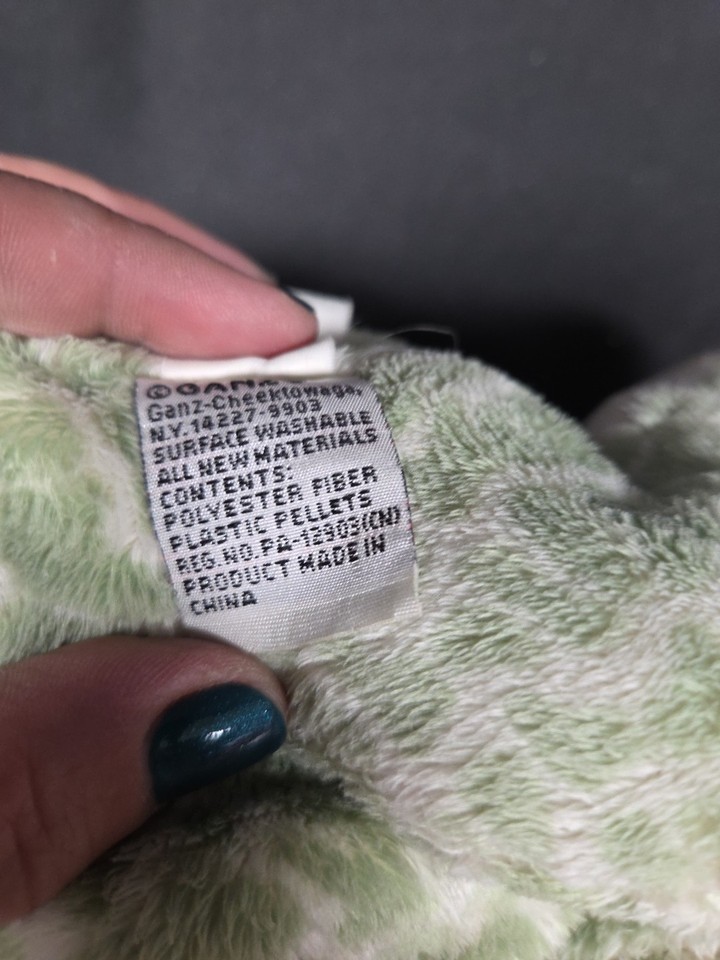 © GANZ
Ganz-Cheektowaga,
N.Y. 14227-9903
SURFACE WASHABLE
ALL NEW MATERIALS
CONTENTS:
POLYESTER FIBER
PLASTIC PELLETS
REG. NO. PA-12903(CN)
PRODUCT MADE IN
CHINA